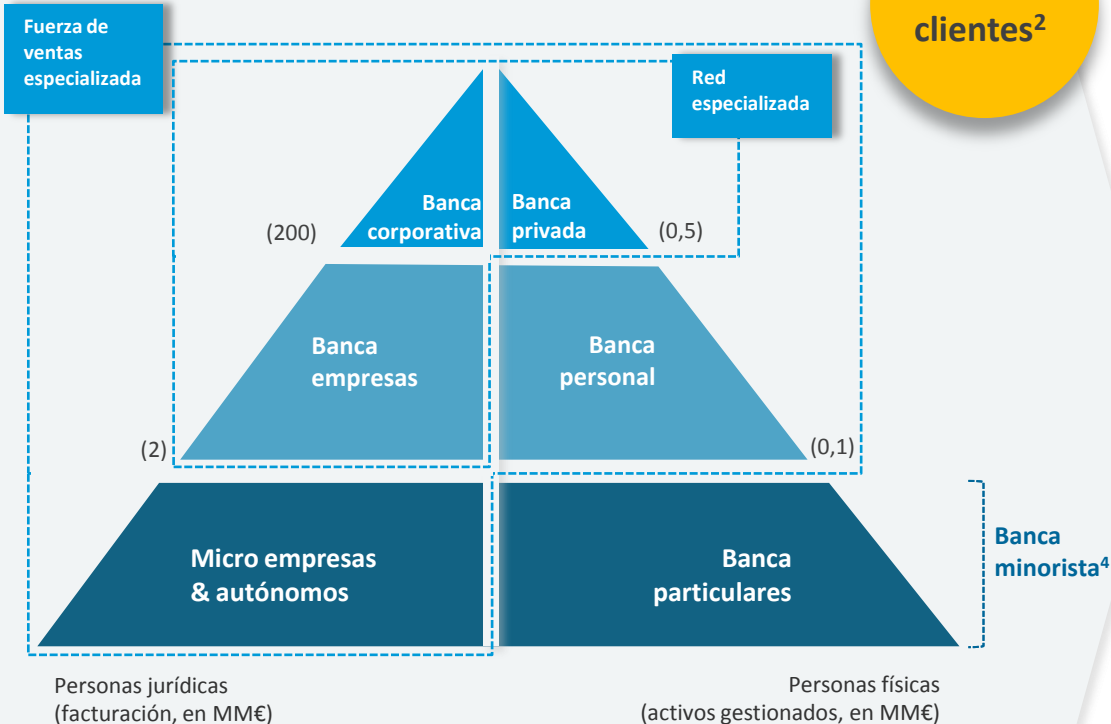 clientes²
Fuerza de
ventas
especializada
Red
especializada
Banca
corporativa
Banca
privada
(200)
(0,5)
Banca
empresas
Banca
personal
(2)
(0,1)
Micro empresas
& autónomos
Banca
particulares
Banca
minorista⁴
Personas jurídicas
(facturación, en MM€)
Personas físicas
(activos gestionados, en MM€)